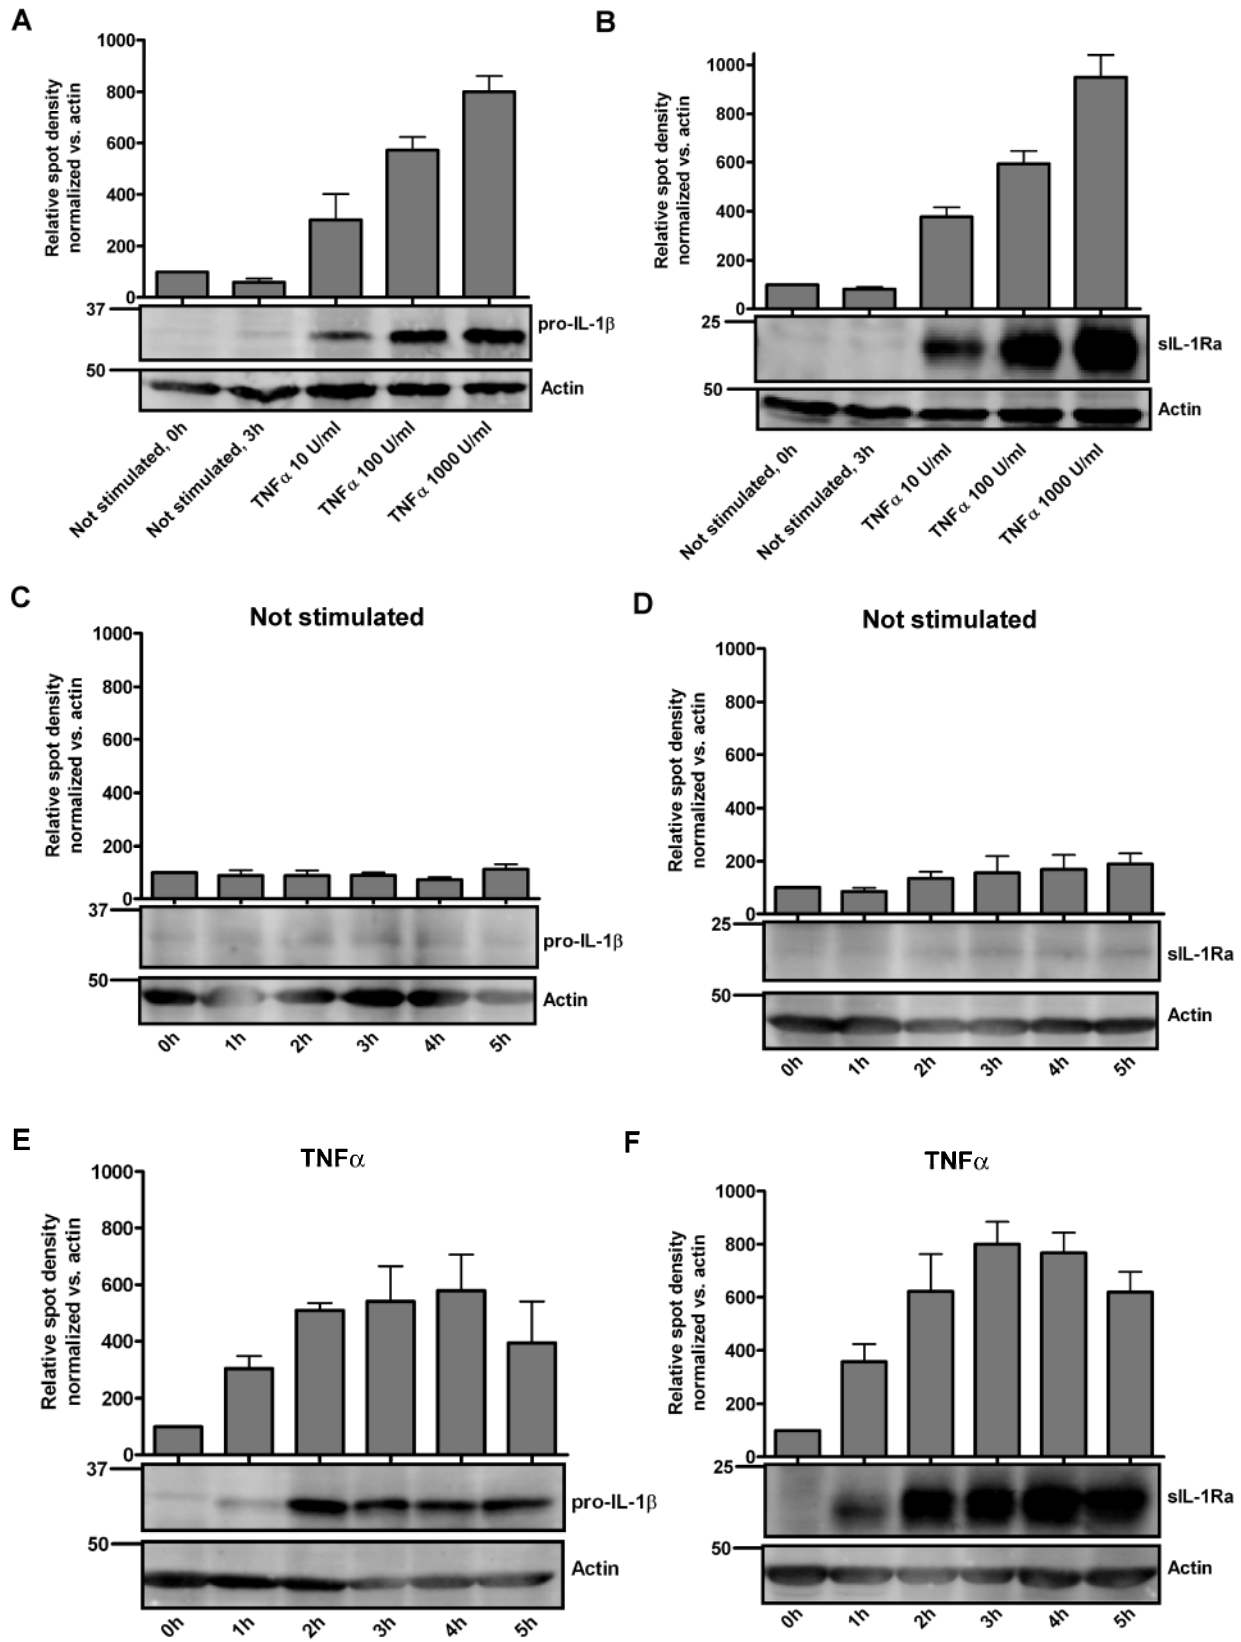 A
Relative spot density
normalized vs. actin
1000
800
600
400
200
0
37
pro-IL-1β
50
Actin
Not stimulated, 0h
Not stimulated, 3h
TNFα 10 U/ml
TNFα 100 U/ml
TNFα 1000 U/ml
B
Relative spot density
normalized vs. actin
1000
800
600
400
200
0
25
sIL-1Ra
50
Actin
Not stimulated, 0h
Not stimulated, 3h
TNFα 10 U/ml
TNFα 100 U/ml
TNFα 1000 U/ml
C
Not stimulated
Relative spot density
normalized vs. actin
1000
800
600
400
200
0
37
pro-IL-1β
50
Actin
0h
1h
2h
3h
4h
5h
D
Not stimulated
Relative spot density
normalized vs. actin
1000
800
600
400
200
0
25
sIL-1Ra
50
Actin
0h
1h
2h
3h
4h
5h
E
TNFα
Relative spot density
normalized vs. actin
1000
800
600
400
200
0
37
pro-IL-1β
50
Actin
0h
1h
2h
3h
4h
5h
F
TNFα
Relative spot density
normalized vs. actin
1000
800
600
400
200
0
25
sIL-1Ra
50
Actin
0h
1h
2h
3h
4h
5h